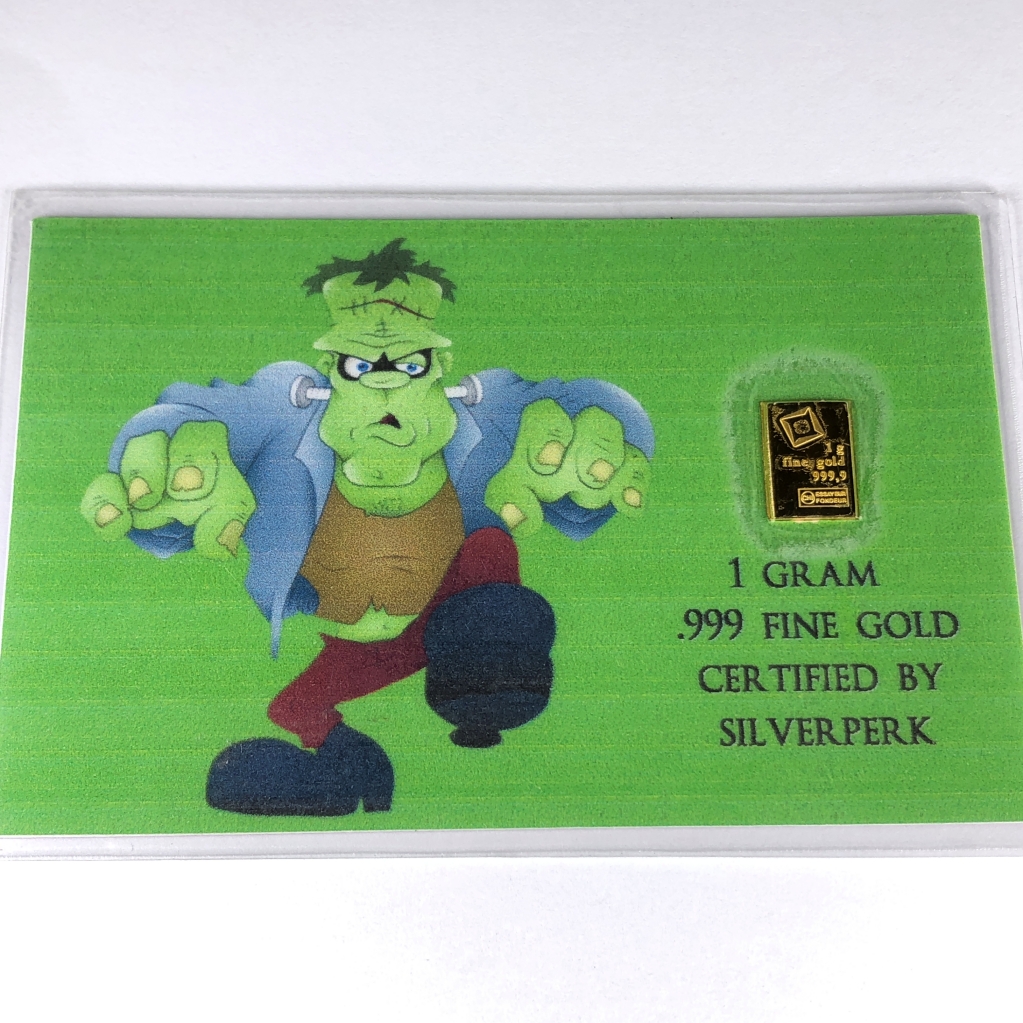 1 g
fine gold
999,9
ESSAYEUR
FONDEUR
1 GRAM
.999 FINE GOLD
CERTIFIED BY
SILVERPERK